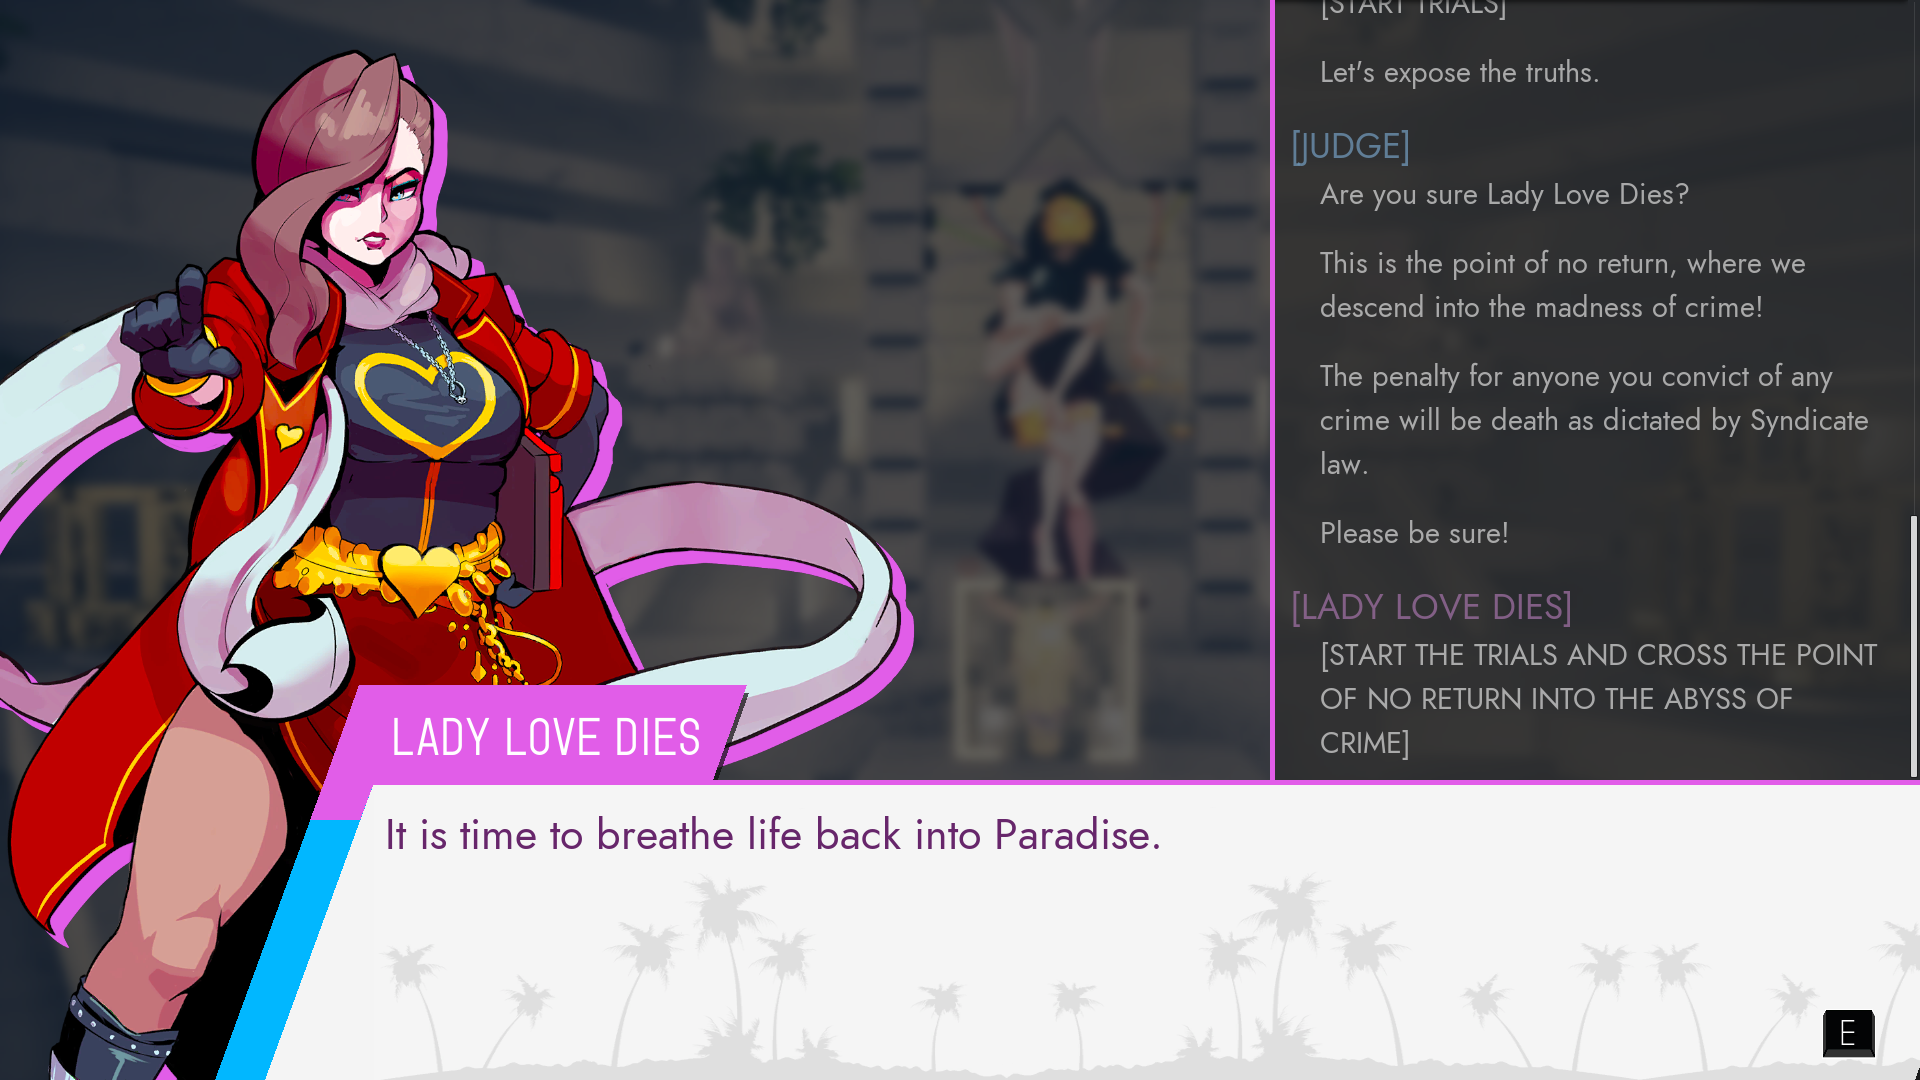 [START TRIALS]
Let's expose the truths.
[JUDGE]
Are you sure Lady Love Dies?
This is the point of no return, where we
descend into the madness of crime!
The penalty for anyone you convict of any
crime will be death as dictated by Syndicate
law.
Please be sure!
[LADY LOVE DIES]
[START THE TRIALS AND CROSS THE POINT
OF NO RETURN INTO THE ABYSS OF
CRIME]
LADY LOVE DIES
It is time to breathe life back into Paradise.
E